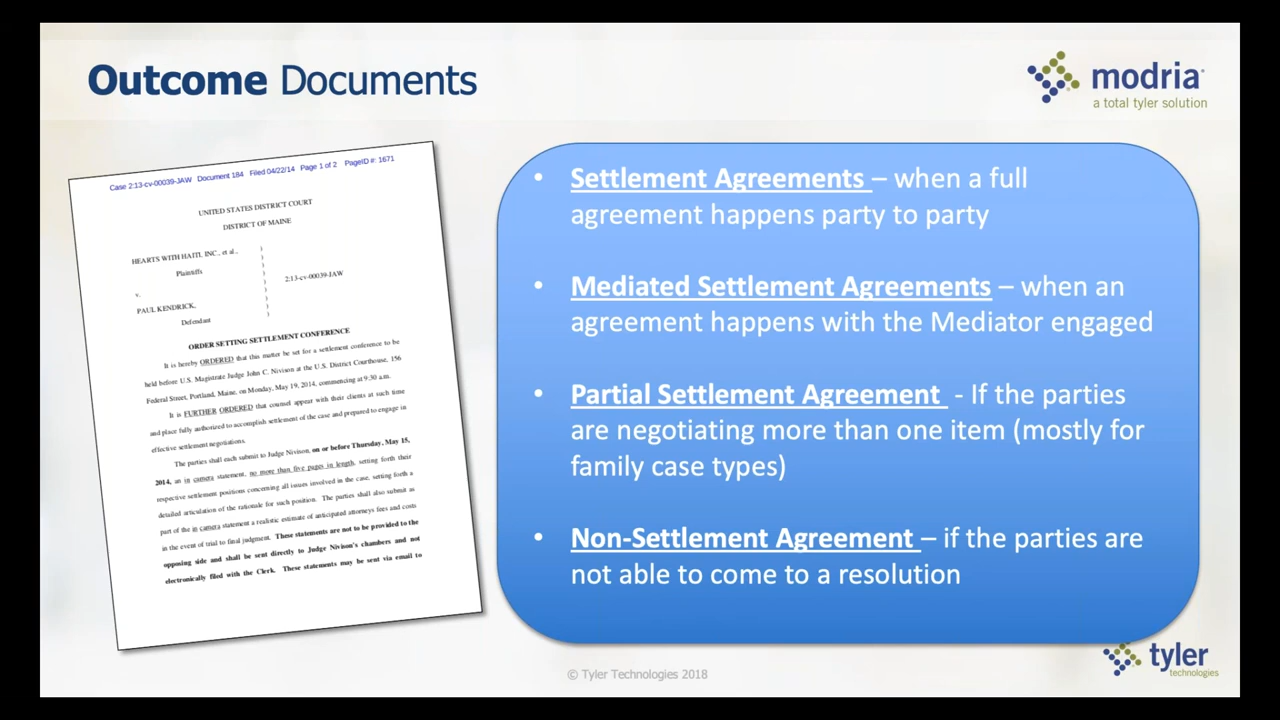 Outcome Documents
modria
a total tyler solution
Case 2:13-cv-00039-JAW Document 184 Filed 04/22/14 Page 1 of 2 PageID #: 1671
UNITED STATES DISTRICT COURT
DISTRICT OF MAINE
HEARTS WITH HAITI, INC., et al.,
Plaintiffs
v.
2:13-cv-00039-JAW
PAUL KENDRICK,
Defendant
ORDER SETTING SETTLEMENT CONFERENCE
It is hereby ORDERED that this matter be set for a settlement conference to be
held before U.S. Magistrate Judge John C. Nivison at the U.S. District Courthouse, 156
Federal Street, Portland, Maine, on Monday, May 19, 2014, commencing at 9:30 a.m.
It is FURTHER ORDERED that counsel appear with their clients at such time
and place fully authorized to accomplish settlement of the case and prepared to engage in
effective settlement negotiations.
The parties shall each submit to Judge Nivison, on or before Thursday, May 15,
2014, an in camera statement, no more than five pages in length, setting forth their
respective settlement positions concerning all issues involved in the case, setting forth a
detailed articulation of the rationale for such position. The parties shall also submit as
part of the in camera statement a realistic estimate of anticipated attorneys fees and costs
in the event of trial to final judgment. These statements are not to be provided to the
opposing side and shall be sent directly to Judge Nivison's chambers and not
electronically filed with the Clerk. These statements may be sent via email to
• Settlement Agreements – when a full
agreement happens party to party
• Mediated Settlement Agreements – when an
agreement happens with the Mediator engaged
• Partial Settlement Agreement - If the parties
are negotiating more than one item (mostly for
family case types)
• Non-Settlement Agreement – if the parties are
not able to come to a resolution
© Tyler Technologies 2018
tyler
technologies